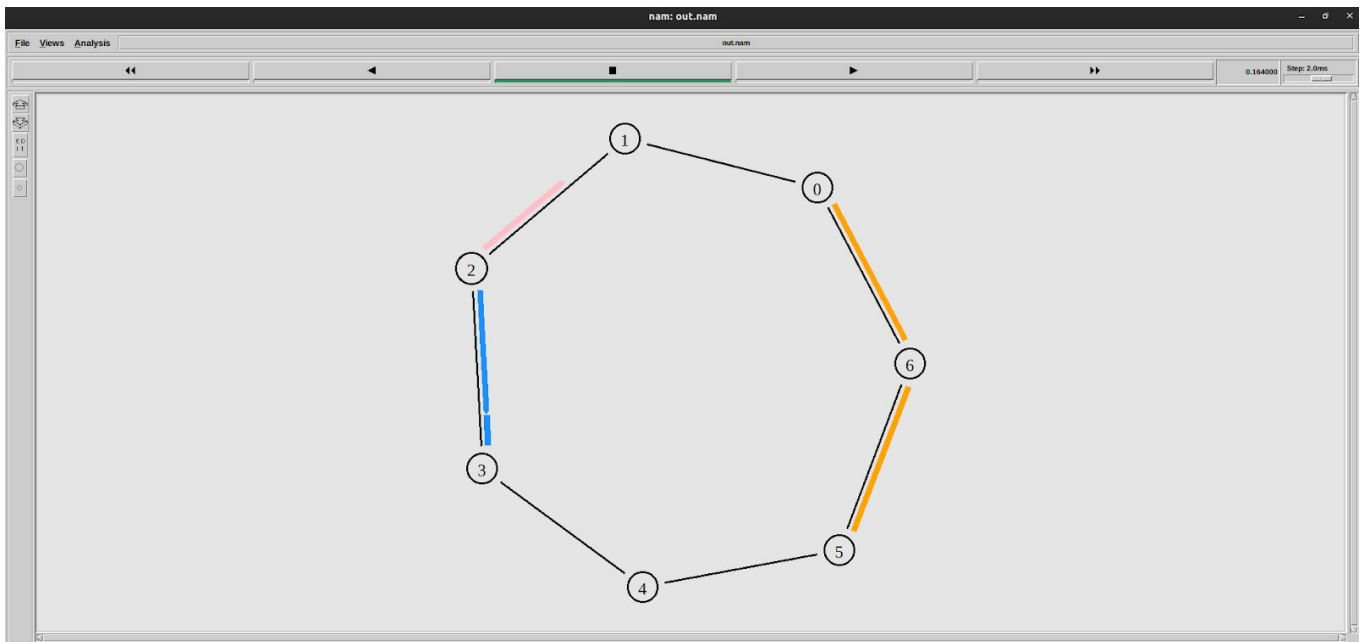 nam: out.nam
File Views Analysis out.nam
0.164000 Step: 2.0ms
E D
I T
1
0
2
6
3
5
4